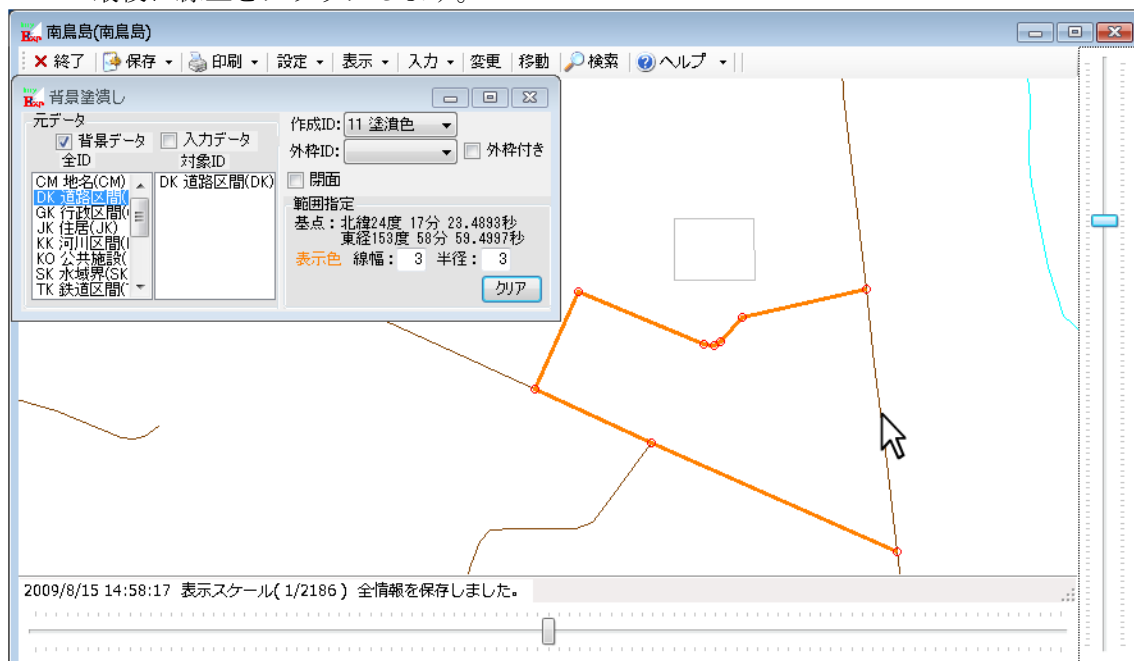 南鳥島(南鳥島)
終了 保存 印刷 設定 表示 入力 変更 移動 検索 ヘルプ
背景塗潰し
元データ
背景データ 入力データ
全ID 対象ID
CM 地名(CM)
DK 道路区間(
GK 行政区間(
JK 住居(JK)
KK 河川区間(
KO 公共施設(
SK 水域界(SK
TK 鉄道区間(
DK 道路区間(DK)
作成ID: 11 塗潰色
外枠ID: 外枠付き
閉面
範囲指定
基点：北緯24度 17分 23.4893秒
東経153度 58分 59.4997秒
表示色 線幅： 3 半径： 3
クリア
2009/8/15 14:58:17 表示スケール( 1/2186 ) 全情報を保存しました。